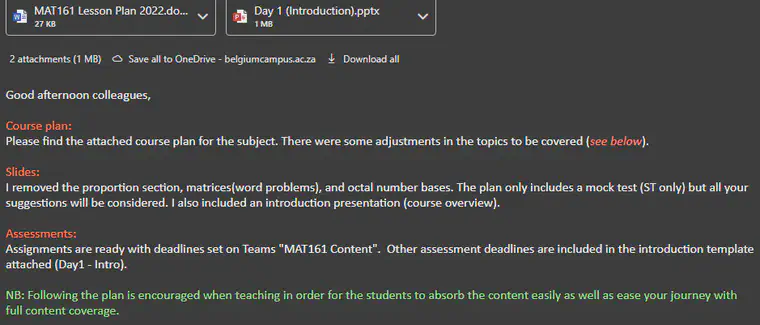 MAT161 Lesson Plan 2022.do...
27 KB
Day 1 (Introduction).pptx
1 MB
2 attachments (1 MB) Save all to OneDrive - belgiumcampus.ac.za Download all
Good afternoon colleagues,
Course plan:
Please find the attached course plan for the subject. There were some adjustments in the topics to be covered (see below).
Slides:
I removed the proportion section, matrices(word problems), and octal number bases. The plan only includes a mock test (ST only) but all your
suggestions will be considered. I also included an introduction presentation (course overview).
Assessments:
Assignments are ready with deadlines set on Teams "MAT161 Content". Other assessment deadlines are included in the introduction template
attached (Day1 - Intro).
NB: Following the plan is encouraged when teaching in order for the students to absorb the content easily as well as ease your journey with
full content coverage.